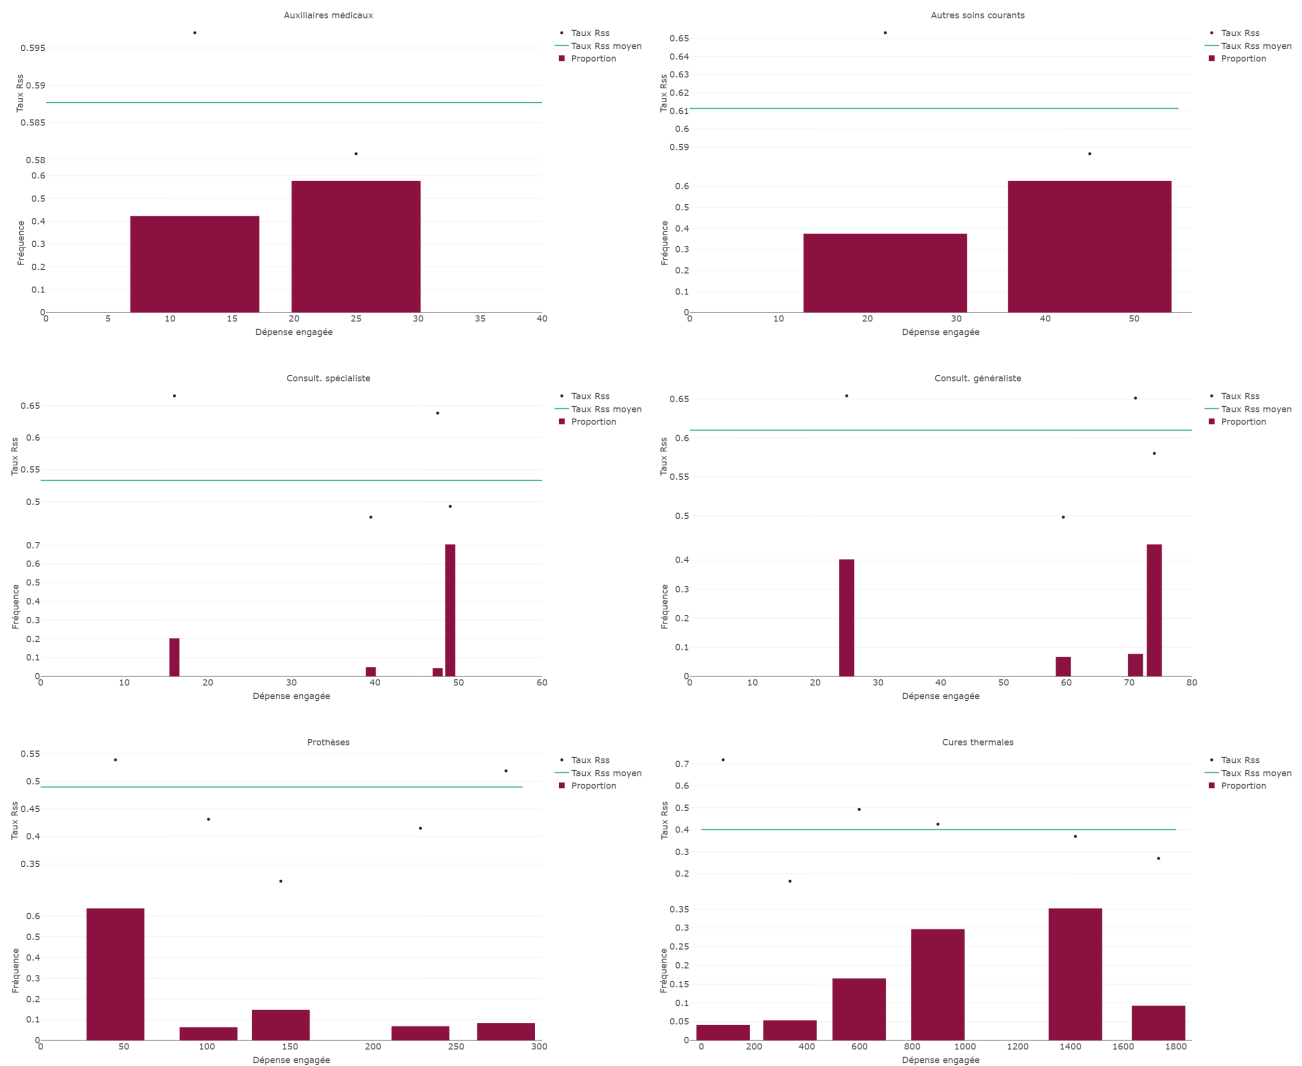 Auxiliaires médicaux
Taux Rss
Taux Rss moyen
Proportion
0.595
0.59
0.585
0.58
Taux Rss
0.6
0.5
0.4
0.3
0.2
0.1
0
Fréquence
0 5 10 15 20 25 30 35 40
Dépense engagée
Autres soins courants
Taux Rss
Taux Rss moyen
Proportion
0.65
0.64
0.63
0.62
0.61
0.6
0.59
Taux Rss
0.6
0.5
0.4
0.3
0.2
0.1
0
Fréquence
0 10 20 30 40 50
Dépense engagée
Consult. spécialiste
Taux Rss
Taux Rss moyen
Proportion
0.65
0.6
0.55
0.5
Taux Rss
0.7
0.6
0.5
0.4
0.3
0.2
0.1
0
Fréquence
0 10 20 30 40 50 60
Dépense engagée
Consult. généraliste
Taux Rss
Taux Rss moyen
Proportion
0.65
0.6
0.55
0.5
Taux Rss
0.4
0.3
0.2
0.1
0
Fréquence
0 10 20 30 40 50 60 70 80
Dépense engagée
Prothèses
Taux Rss
Taux Rss moyen
Proportion
0.55
0.5
0.45
0.4
0.35
Taux Rss
0.6
0.5
0.4
0.3
0.2
0.1
0
Fréquence
0 50 100 150 200 250 300
Dépense engagée
Cures thermales
Taux Rss
Taux Rss moyen
Proportion
0.7
0.6
0.5
0.4
0.3
0.2
Taux Rss
0.35
0.3
0.25
0.2
0.15
0.1
0.05
0
Fréquence
0 200 400 600 800 1000 1200 1400 1600 1800
Dépense engagée